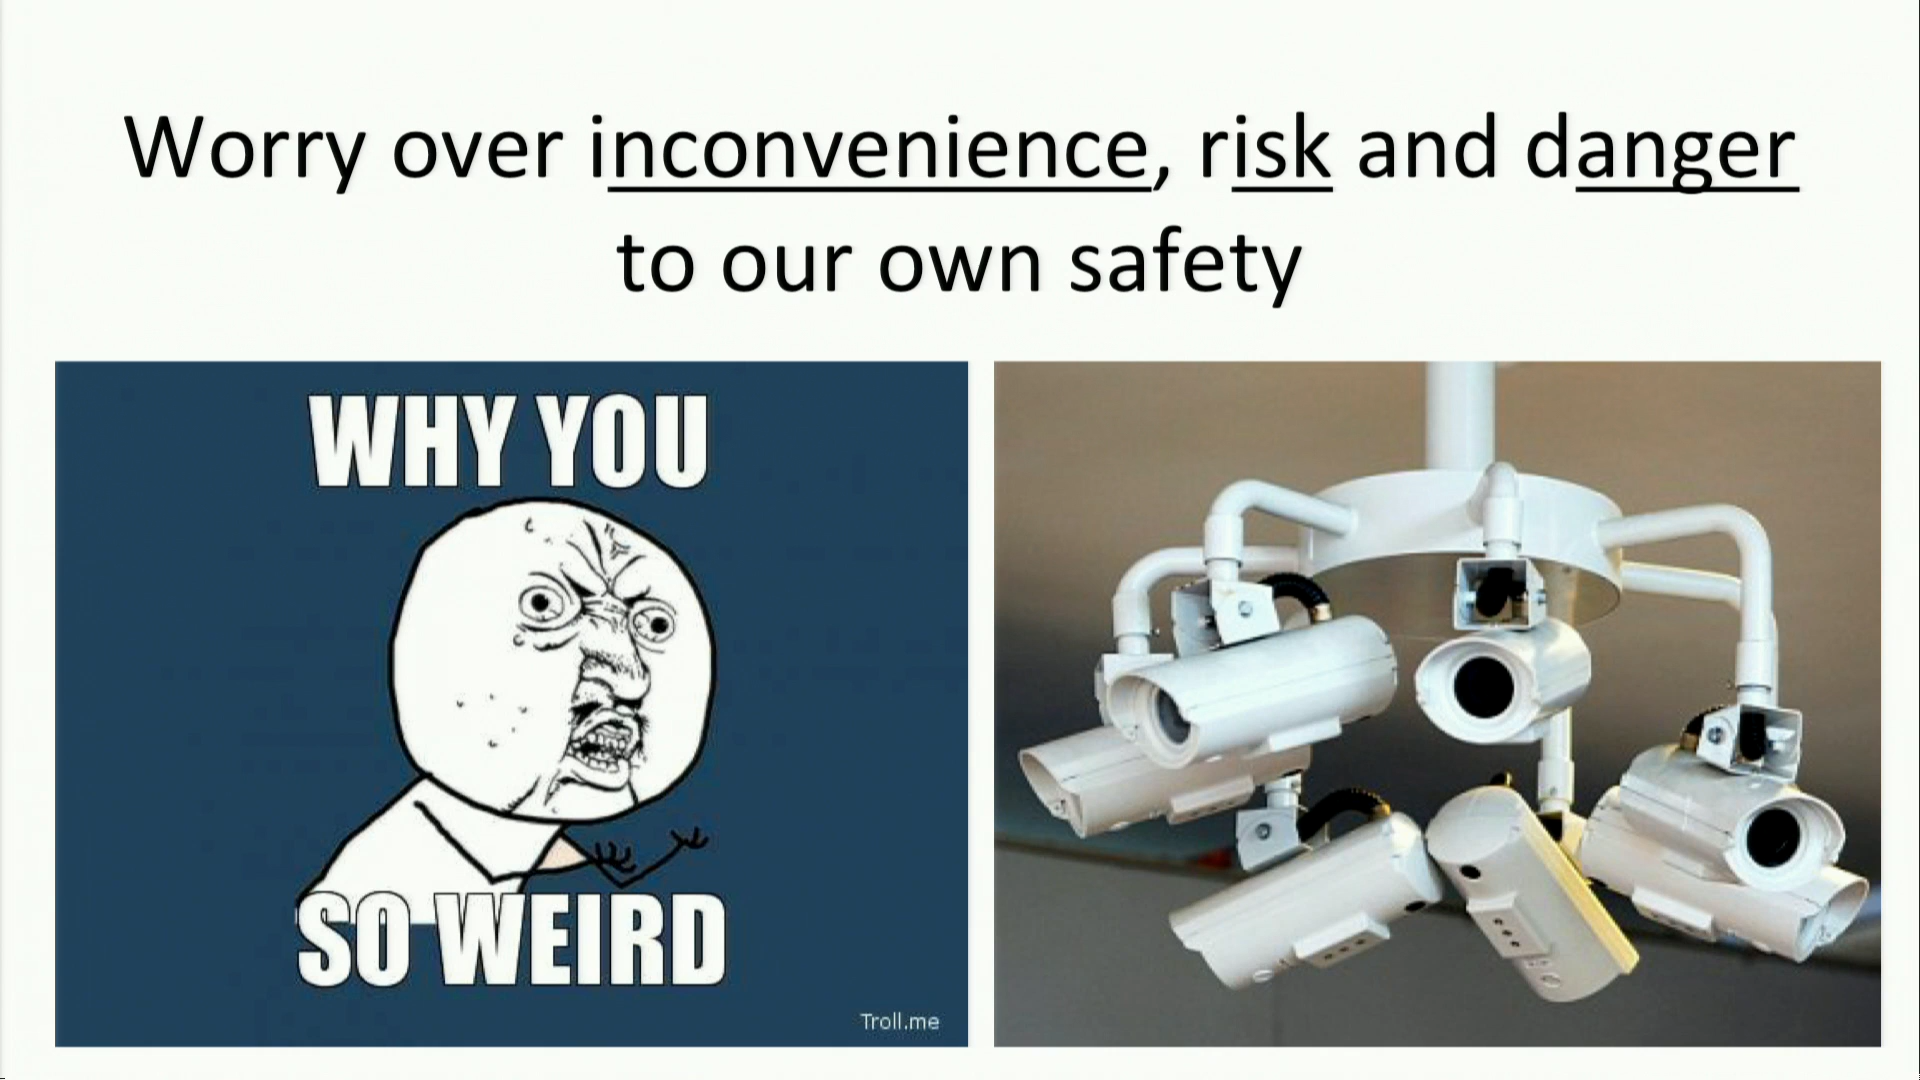 Worry over inconvenience, risk and danger
to our own safety
WHY YOU
SO WEIRD
Troll.me